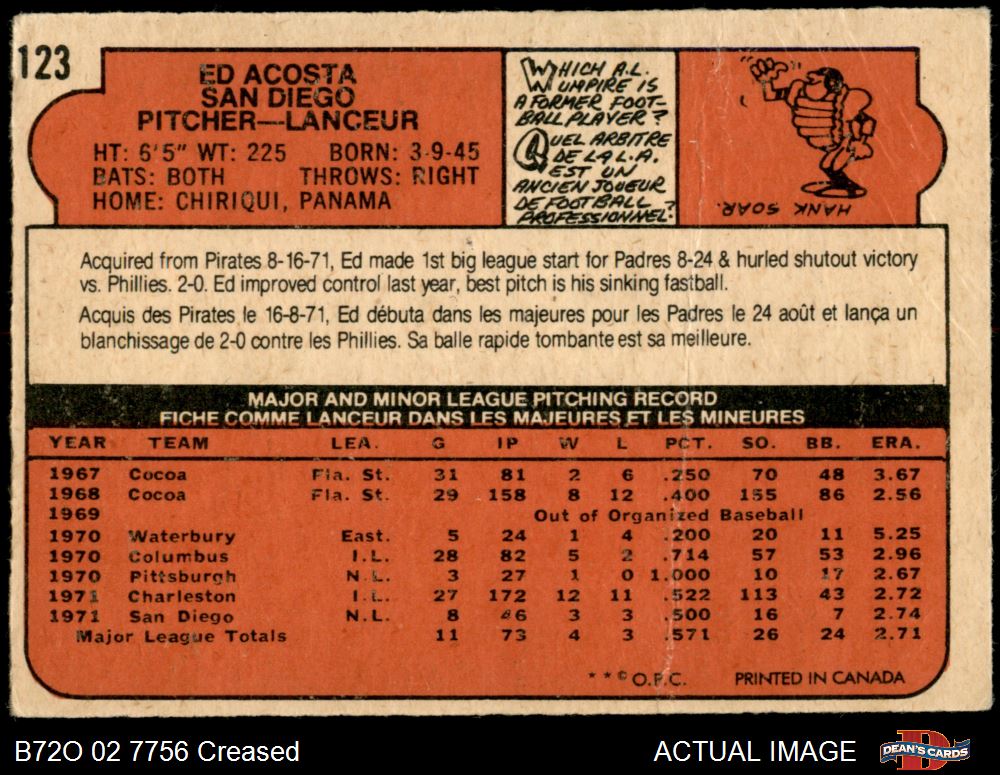 123
ED ACOSTA
SAN DIEGO
PITCHER—LANCEUR
HT: 6'5" WT: 225 BORN: 3-9-45
BATS: BOTH THROWS: RIGHT
HOME: CHIRIQUI, PANAMA
WHICH A.L.
UMPIRE IS
A FORMER FOOT-
BALL PLAYER?
QUEL ARBITRE
DE LA L.A.
EST UN
ANCIEN JOUEUR
DE FOOTBALL
PROFESSIONNEL?
HANK SOAR.
Acquired from Pirates 8-16-71, Ed made 1st big league start for Padres 8-24 & hurled shutout victory
vs. Phillies. 2-0. Ed improved control last year, best pitch is his sinking fastball.
Acquis des Pirates le 16-8-71, Ed débuta dans les majeures pour les Padres le 24 août et lança un
blanchissage de 2-0 contre les Phillies. Sa balle rapide tombante est sa meilleure.
MAJOR AND MINOR LEAGUE PITCHING RECORD
FICHE COMME LANCEUR DANS LES MAJEURES ET LES MINEURES
YEAR TEAM LEA. G IP W L PCT. SO. BB. ERA.
1967 Cocoa Fla. St. 31 81 2 6 .250 70 48 3.67
1968 Cocoa Fla. St. 29 158 8 12 .400 155 86 2.56
1969 Out of Organized Baseball
1970 Waterbury East. 5 24 1 4 .200 20 11 5.25
1970 Columbus I.L. 28 82 5 2 .714 57 53 2.96
1970 Pittsburgh N.L. 3 27 1 0 1.000 10 17 2.67
1971 Charleston I.L. 27 172 12 11 .522 113 43 2.72
1971 San Diego N.L. 8 46 3 3 .500 16 7 2.74
Major League Totals 11 73 4 3 .571 26 24 2.71
**© O.P.C. PRINTED IN CANADA
B72O 02 7756 Creased
ACTUAL IMAGE
D
DEAN'S CARDS